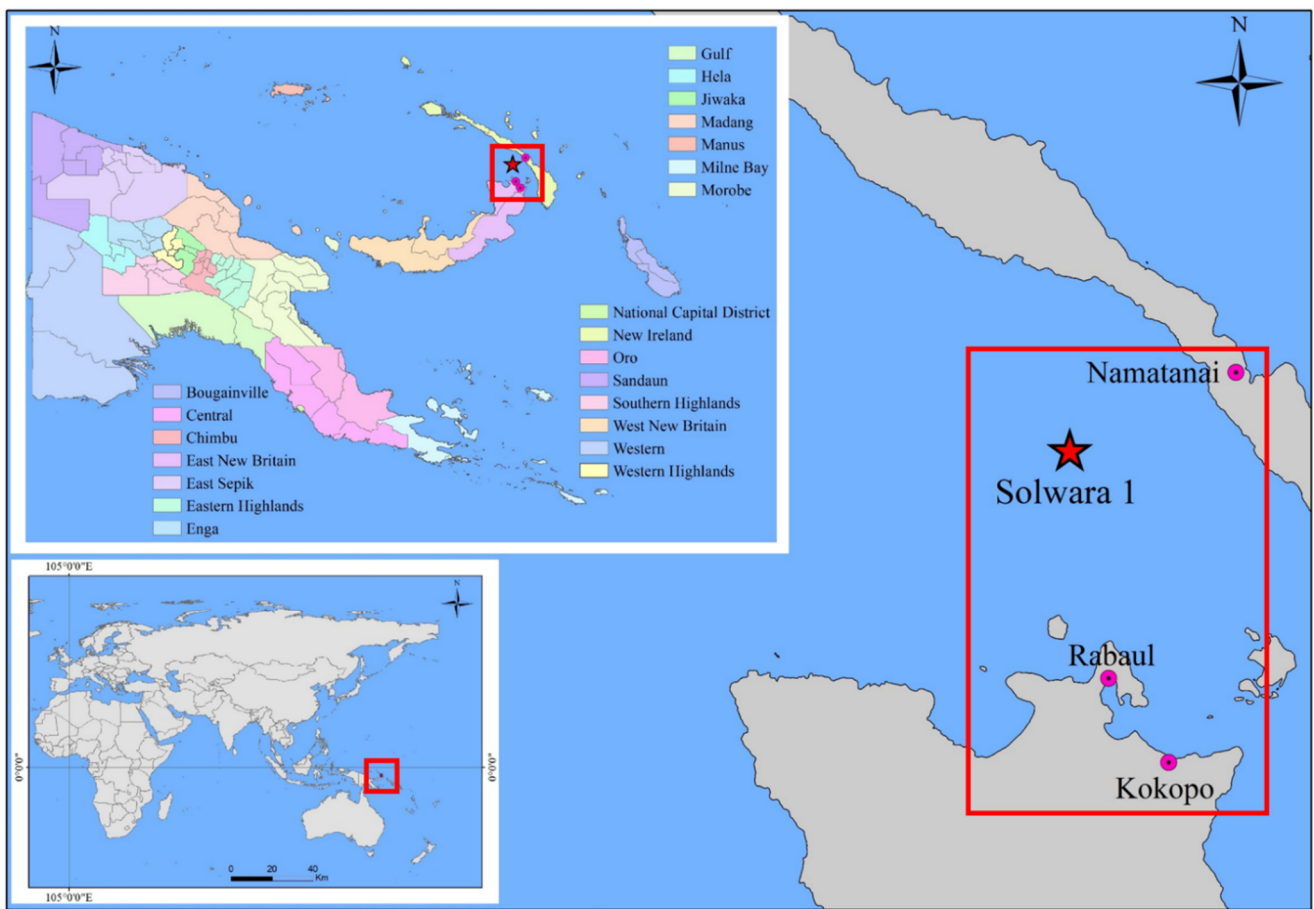 N
Gulf
Hela
Jiwaka
Madang
Manus
Milne Bay
Morobe
National Capital District
New Ireland
Oro
Sandaun
Southern Highlands
West New Britain
Western
Western Highlands
Bougainville
Central
Chimbu
East New Britain
East Sepik
Eastern Highlands
Enga
N
Namatanai
Solwara 1
Rabaul
Kokopo
105°0'0"E
N
0°0'0"
0°0'0"
0 20 40
Km
105°0'0"E